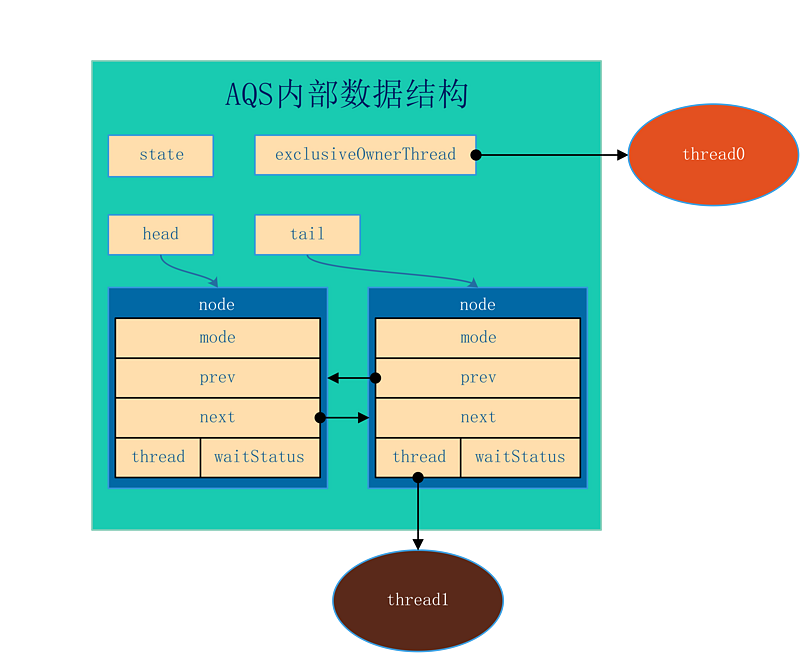 AQS内部数据结构
state
exclusiveOwnerThread
thread0
head
tail
node
node
mode
mode
prev
prev
next
next
thread
waitStatus
thread
waitStatus
thread1